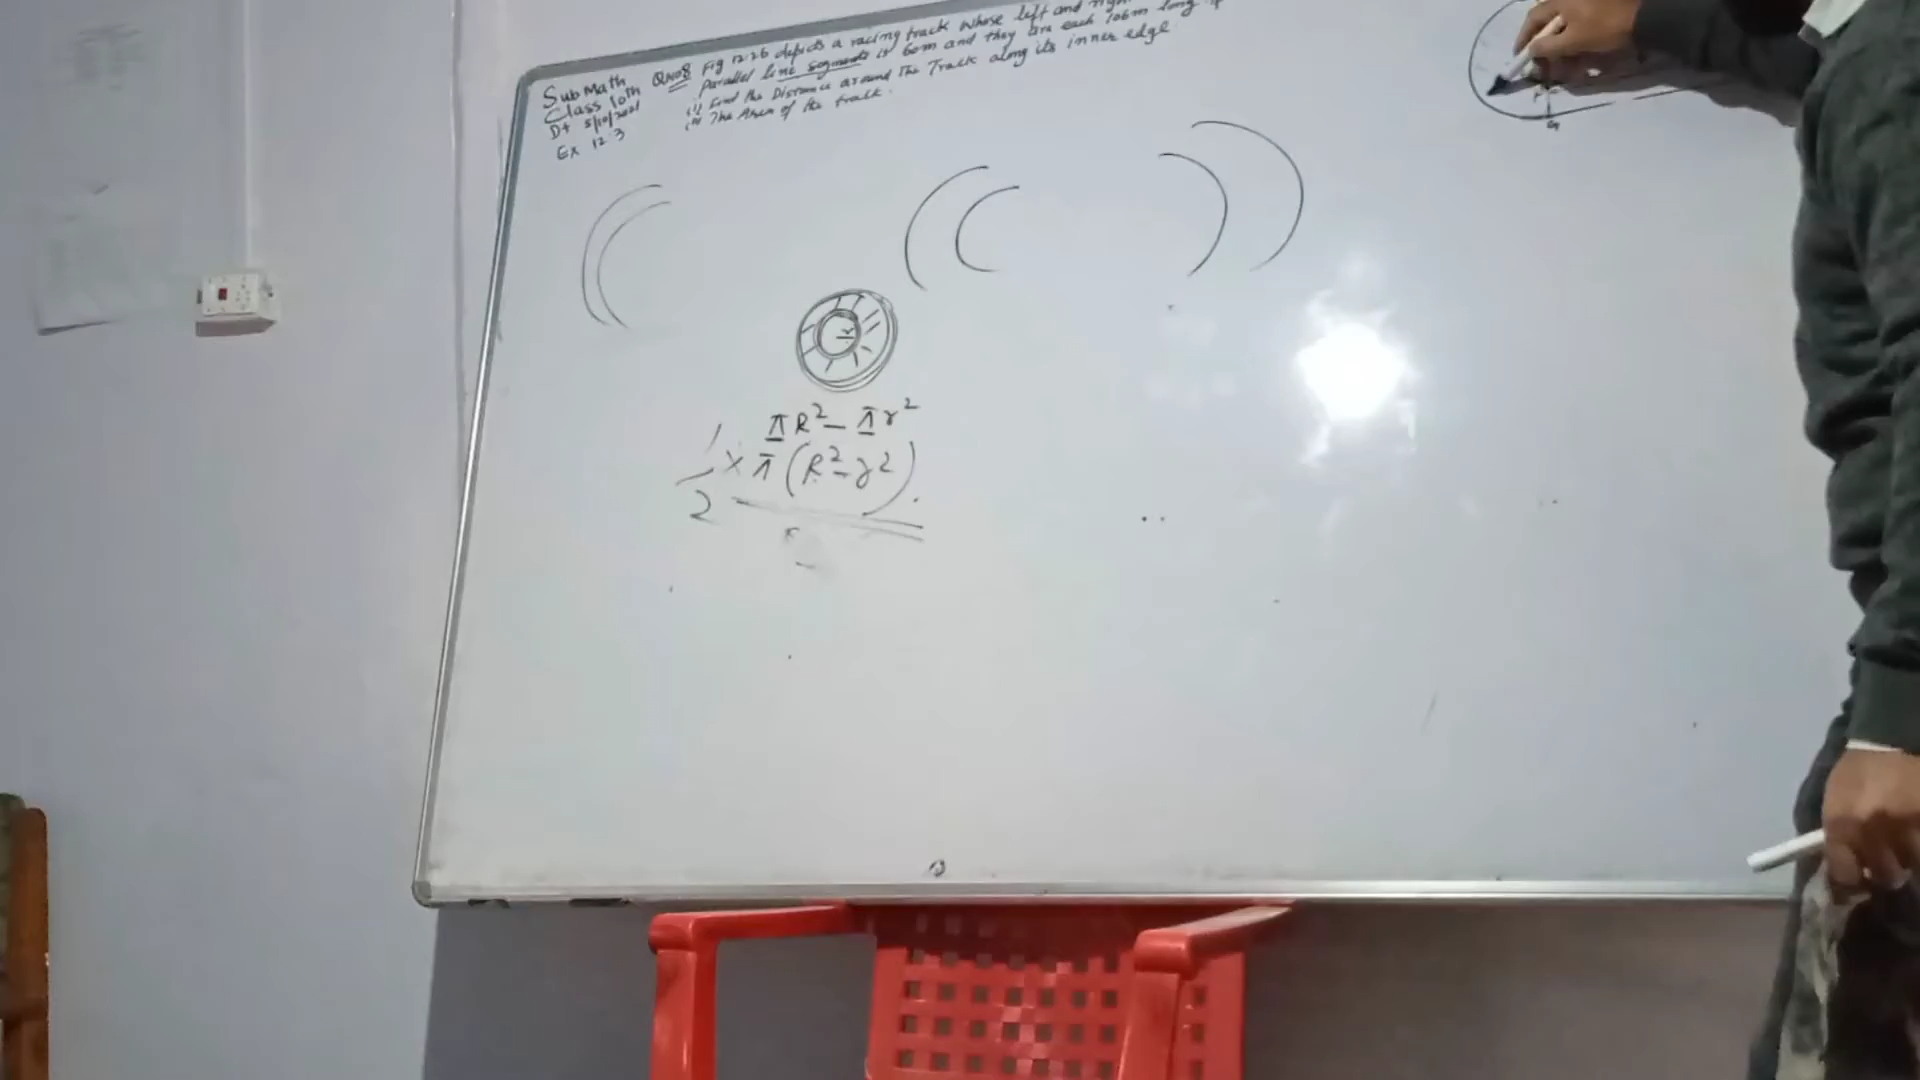 Sub Math
Class 10th
Dt 5/10/2021
Ex 12.3
QNo8 Fig 12.26 depicts a racing track whose left and
Parallel line segments is 60m and they are each 106m long
(i) Find the Distance around the Track along its inner edge
(ii) The Area of the track.
πR² - πr²
1/2 × π(R² - r²).